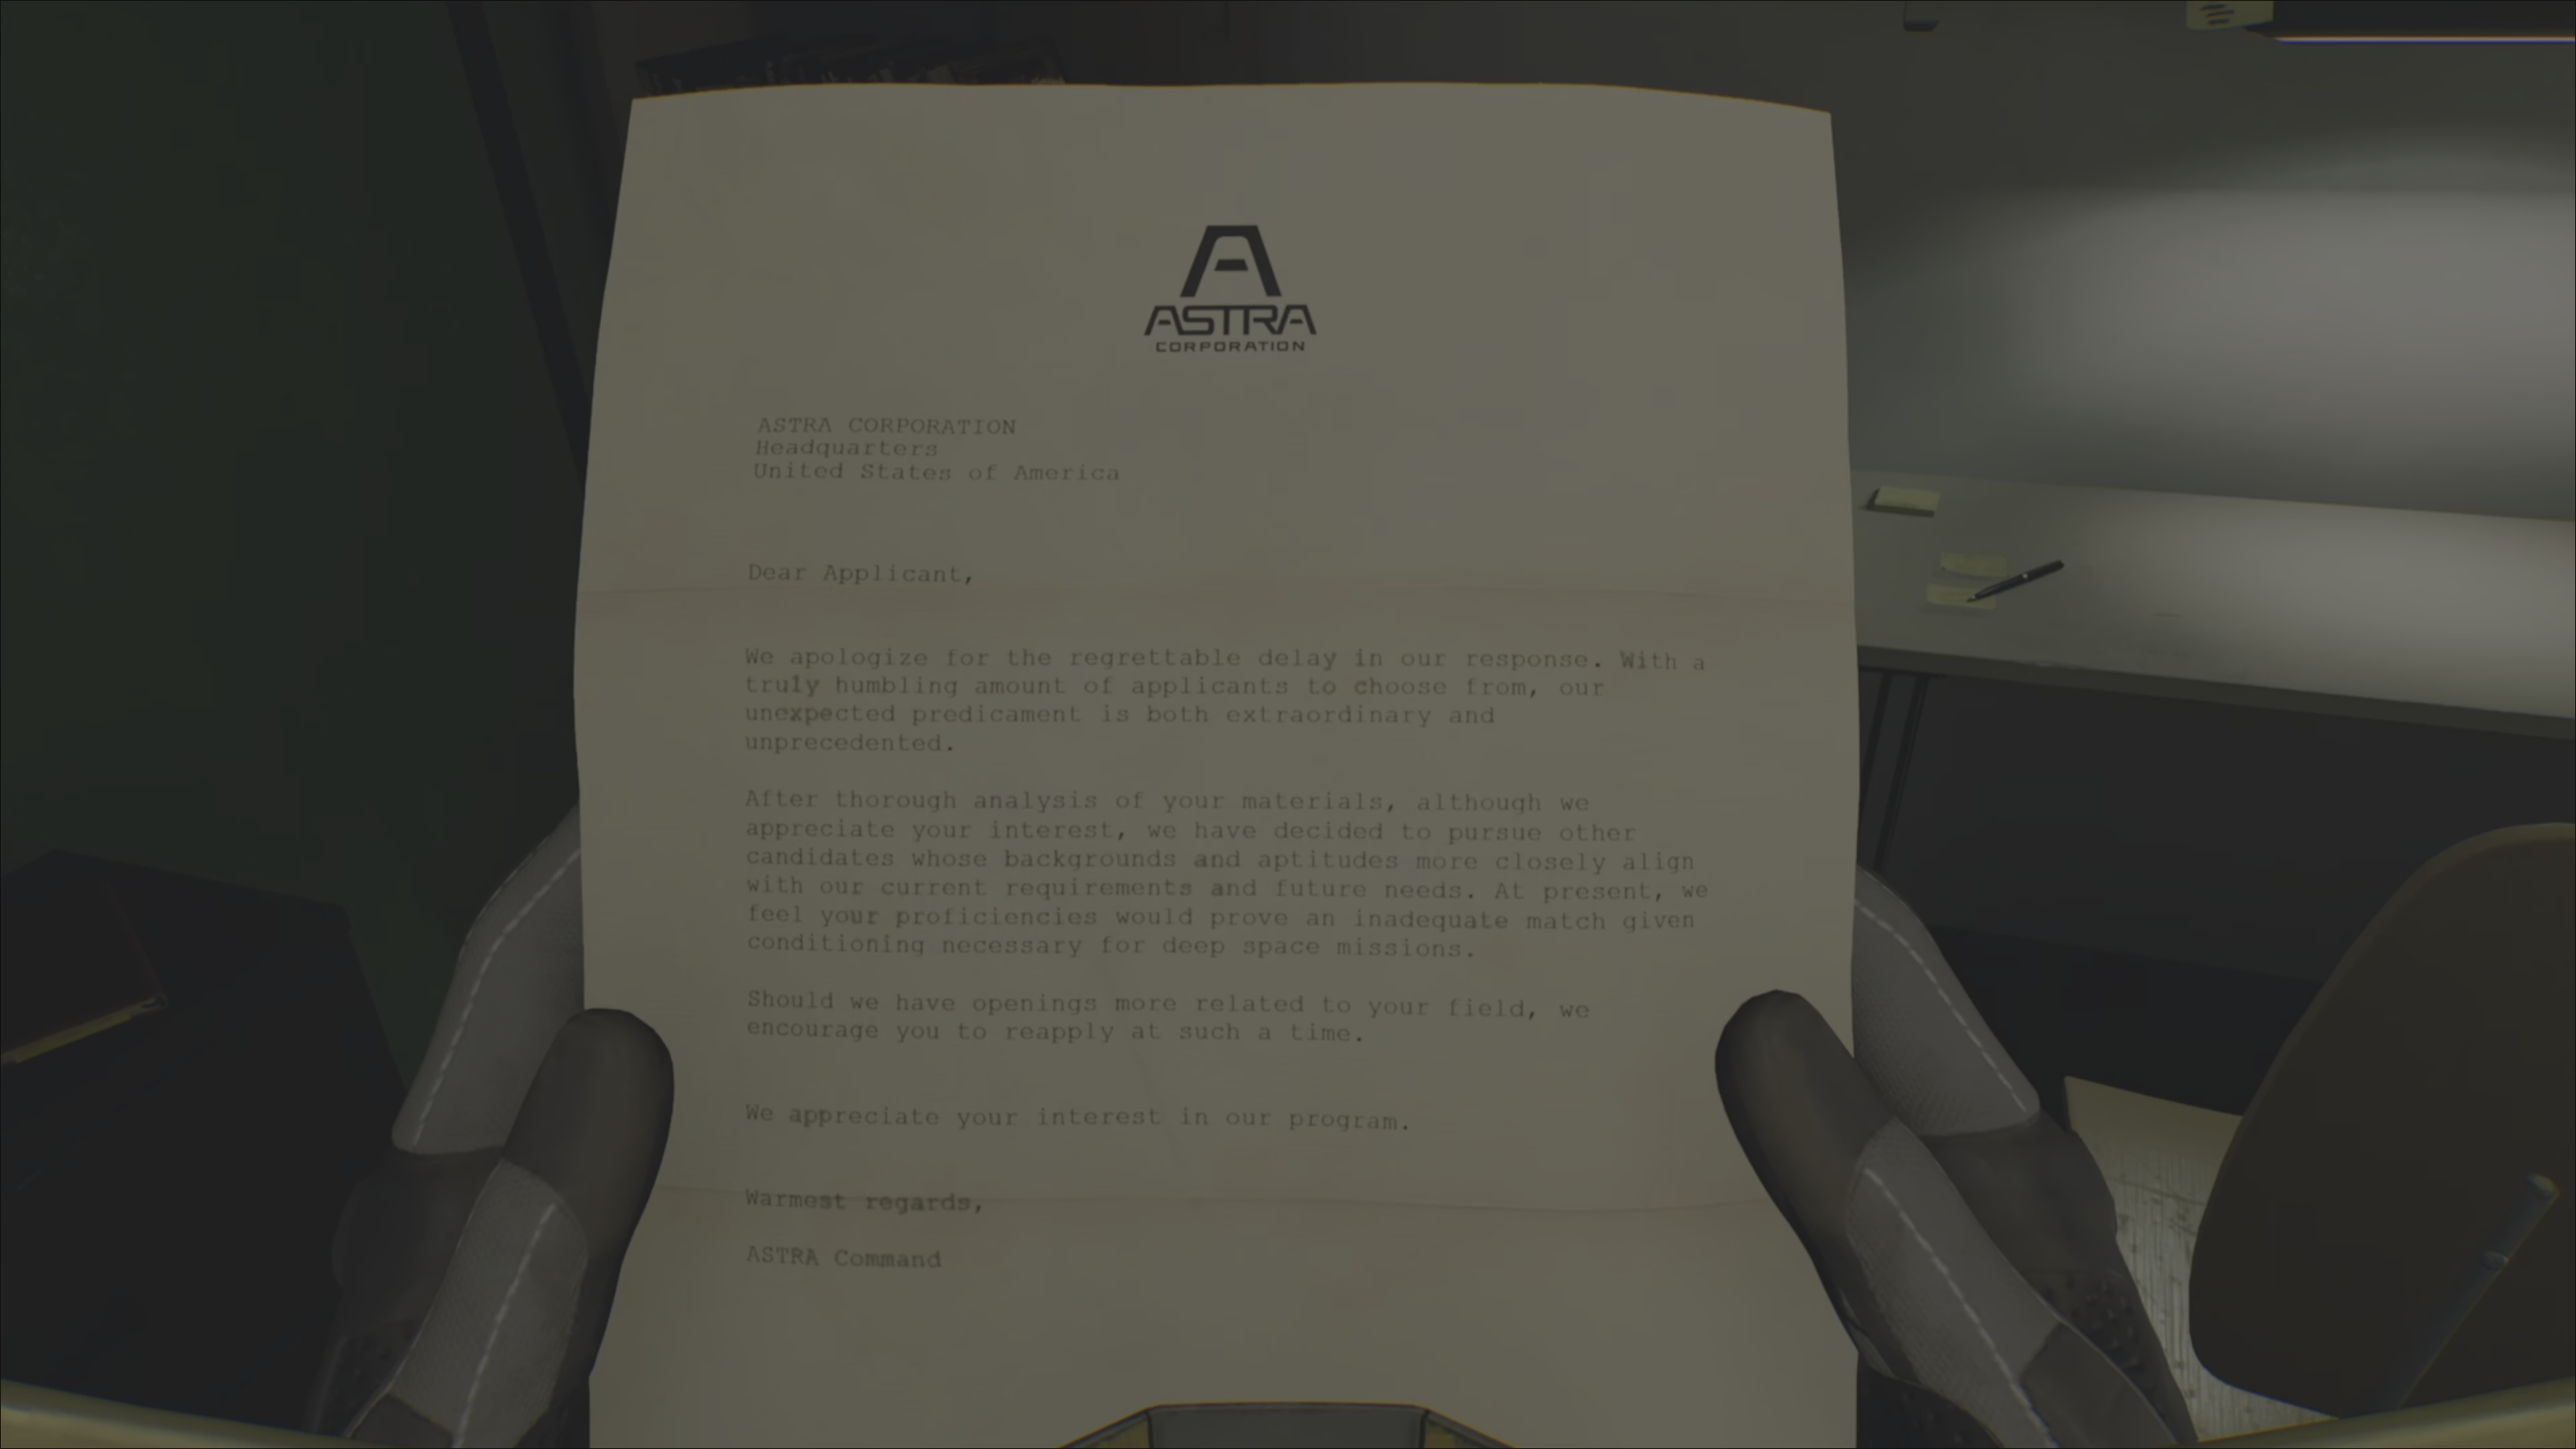 A
ASTRA
CORPORATION
ASTRA CORPORATION
Headquarters
United States of America
Dear Applicant,
We apologize for the regrettable delay in our response. With a
truly humbling amount of applicants to choose from, our
unexpected predicament is both extraordinary and
unprecedented.
After thorough analysis of your materials, although we
appreciate your interest, we have decided to pursue other
candidates whose backgrounds and aptitudes more closely align
with our current requirements and future needs. At present, we
feel your proficiencies would prove an inadequate match given
conditioning necessary for deep space missions.
Should we have openings more related to your field, we
encourage you to reapply at such a time.
We appreciate your interest in our program.
Warmest regards,
ASTRA Command